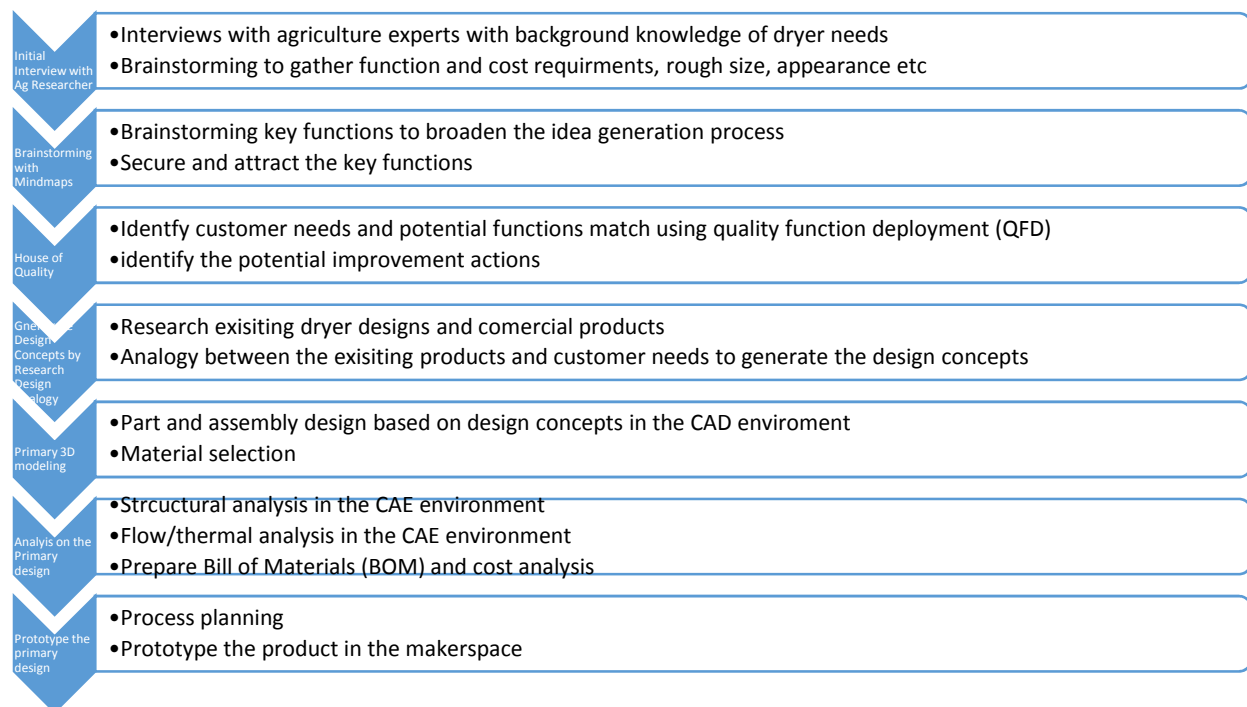 Initial
Interview with
Ag Researcher
•Interviews with agriculture experts with background knowledge of dryer needs
•Brainstorming to gather function and cost requirments, rough size, appearance etc
Brainstorming
with
Mindmaps
•Brainstorming key functions to broaden the idea generation process
•Secure and attract the key functions
House of
Quality
•Identfy customer needs and potential functions match using quality function deployment (QFD)
•identify the potential improvement actions
Design
Concepts by
Research
Design
•Research exisiting dryer designs and comercial products
•Analogy between the exisiting products and customer needs to generate the design concepts
Primary 3D
modeling
•Part and assembly design based on design concepts in the CAD enviroment
•Material selection
Analyis on the
Primary
design
•Strcuctural analysis in the CAE environment
•Flow/thermal analysis in the CAE environment
•Prepare Bill of Materials (BOM) and cost analysis
Prototype the
primary
design
•Process planning
•Prototype the product in the makerspace